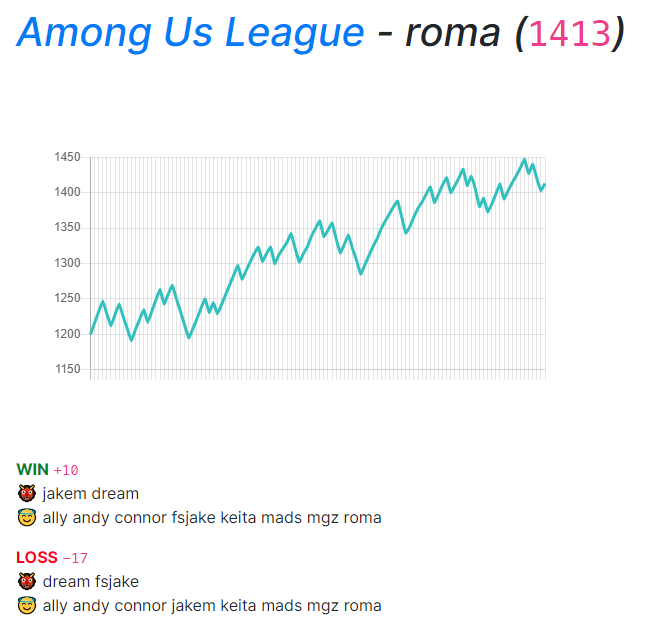 Among Us League - roma (1413)
1450
1400
1350
1300
1250
1200
1150
WIN +10
jakem dream
ally andy connor fsjake keita mads mgz roma
LOSS −17
dream fsjake
ally andy connor jakem keita mads mgz roma